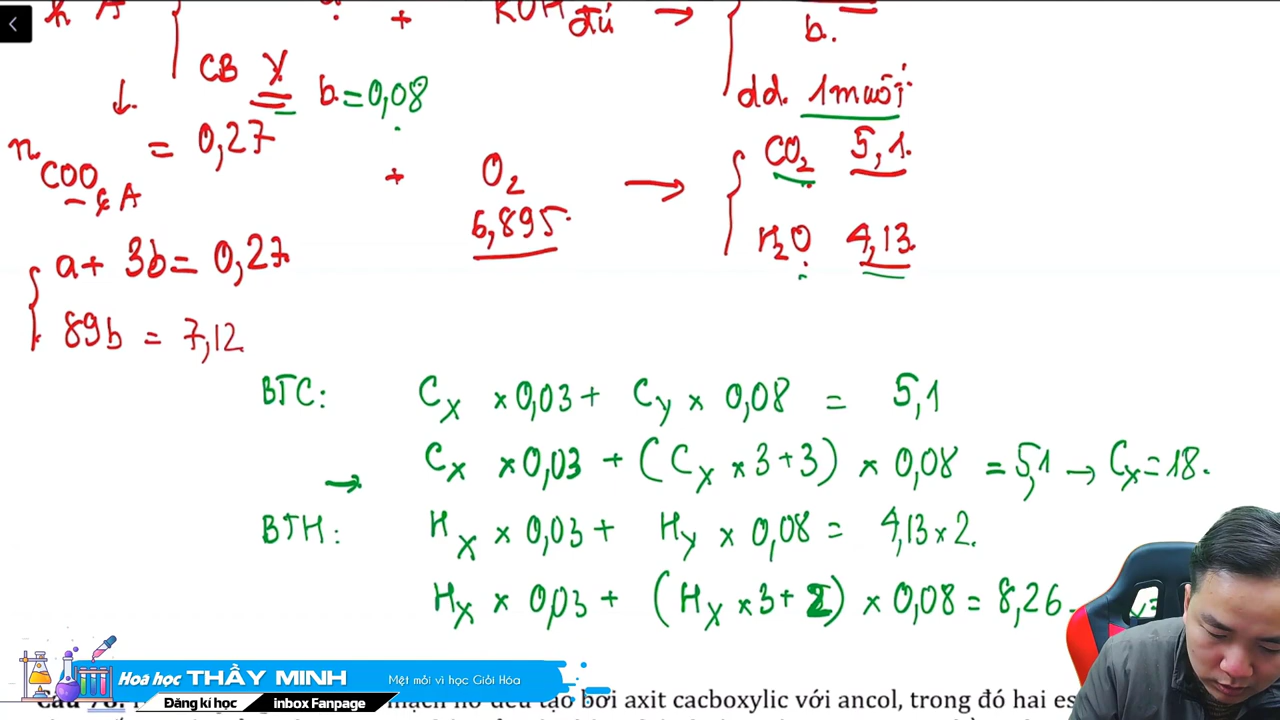 hh A + KOH đủ →
b.
CB Y b = 0,08
dd. 1 muối
n COO = 0,27
& A
CO2 5,1.
+ O2 →
6,895
H2O 4,13.
a + 3b = 0,27
89b = 7,12
BTC: Cx × 0,03 + Cy × 0,08 = 5,1
→ Cx × 0,03 + (Cx × 3 + 3) × 0,08 = 5,1 → Cx = 18.
BTH: Hx × 0,03 + Hy × 0,08 = 4,13 × 2.
Hx × 0,03 + (Hx × 3 + 2) × 0,08 = 8,26
Hoá học THẦY MINH
Mệt mỏi vì học Giỏi Hóa
Đăng kí học inbox Fanpage
mạch hở đều tạo bởi axit cacboxylic với ancol, trong đó hai es